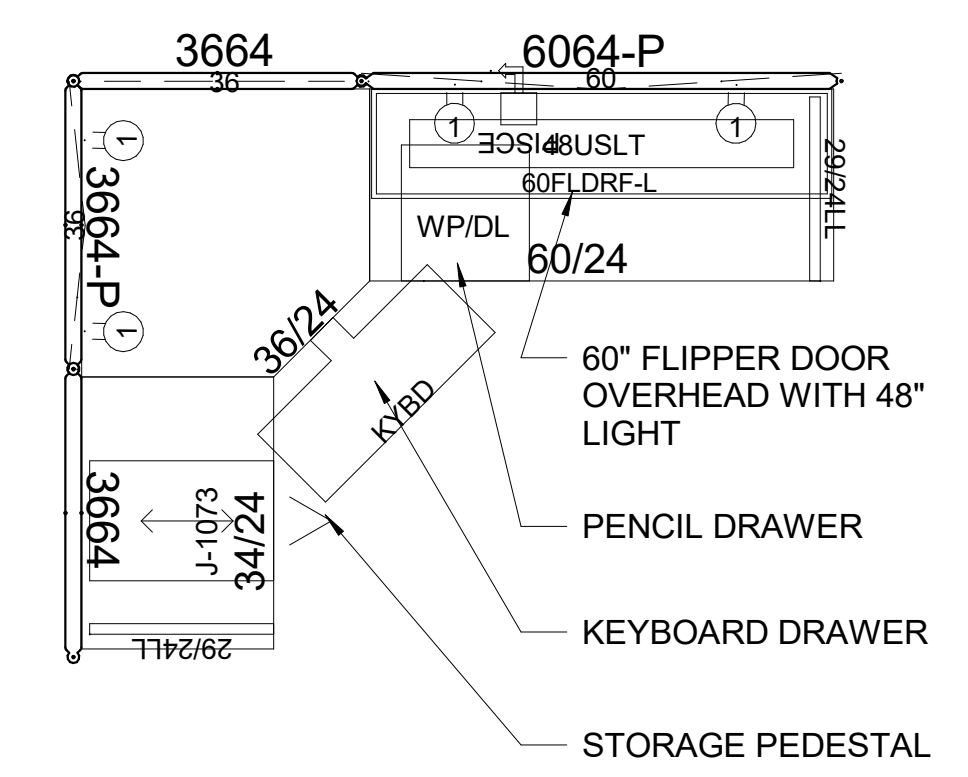 3664
6064-P
36
60
1
1
1
PISCE
48USLT
60FLDRF-L
29/24LL
3664-P
36
WP/DL
60/24
1
36/24
KYBD
60" FLIPPER DOOR
OVERHEAD WITH 48"
LIGHT
3664
J-1073
34/24
PENCIL DRAWER
29/24LL
KEYBOARD DRAWER
STORAGE PEDESTAL